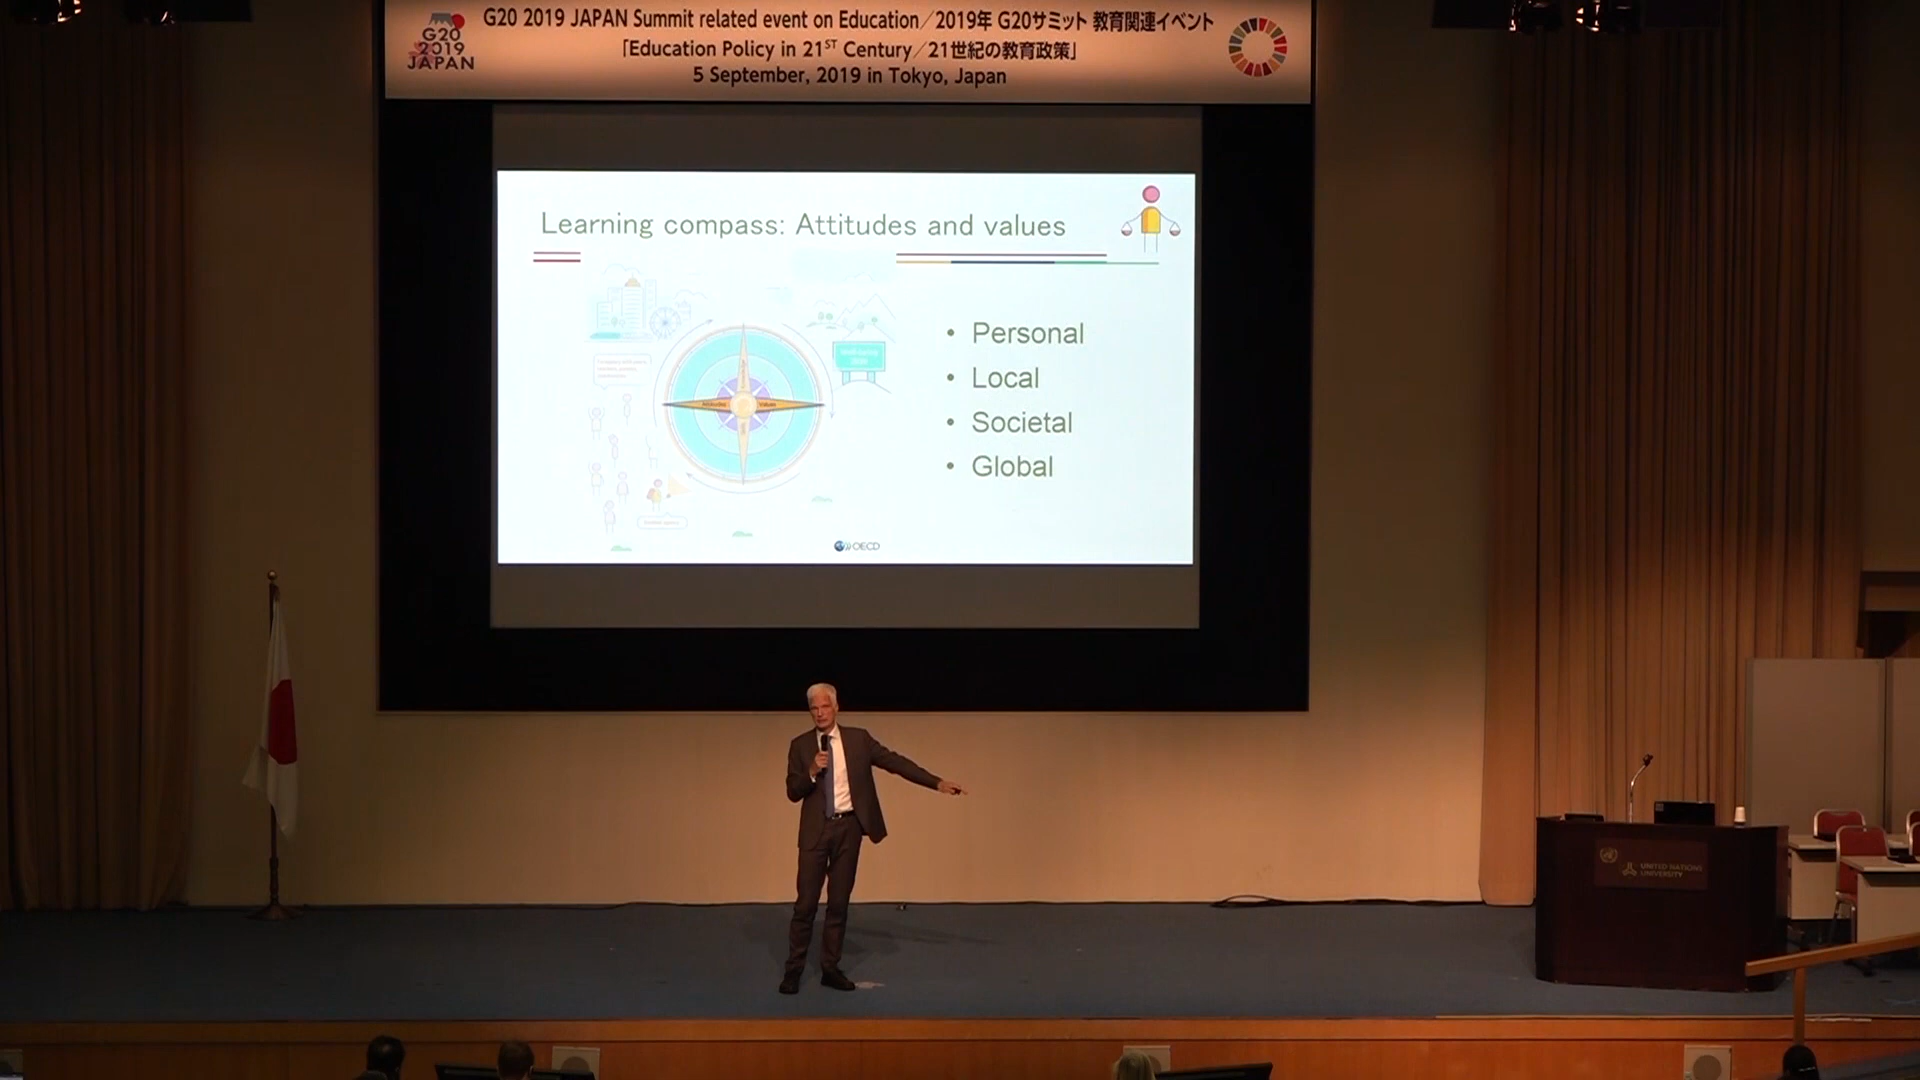 G20 2019 JAPAN Summit related event on Education／2019年 G20サミット 教育関連イベント
「Education Policy in 21ST Century／21世紀の教育政策」
5 September, 2019 in Tokyo, Japan
G20
2019
JAPAN
Learning compass: Attitudes and values
• Personal
• Local
• Societal
• Global
Attitudes
Values
OECD
UNITED NATIONS
UNIVERSITY